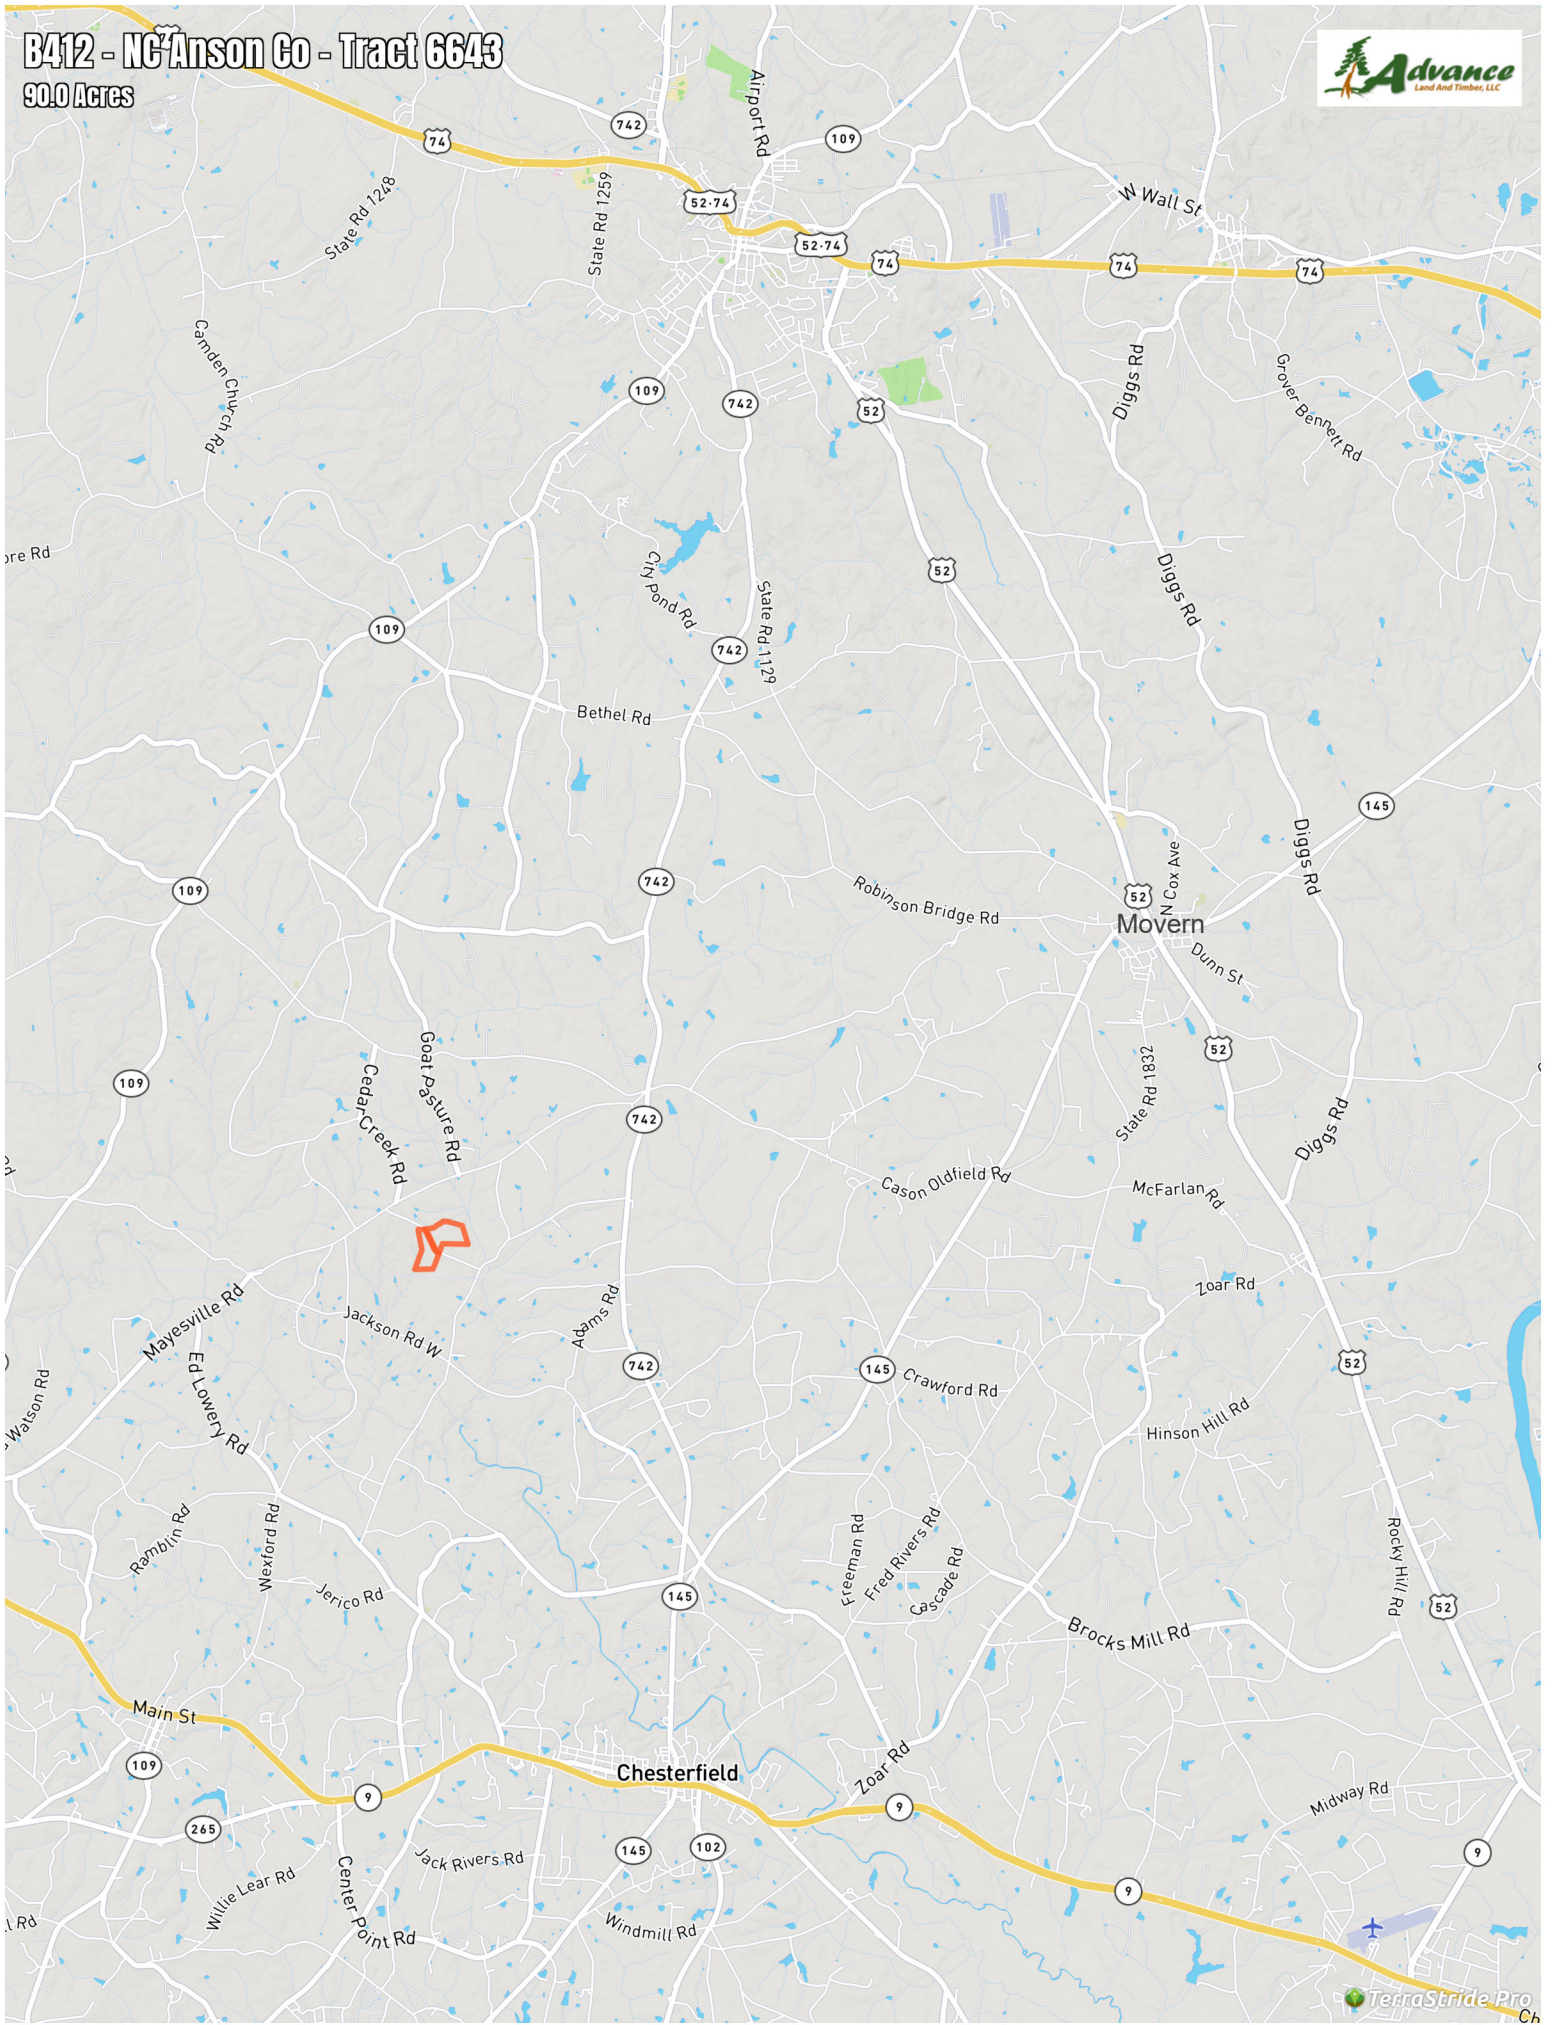 B412 - NC Anson Co - Tract 6643
90.0 Acres
Advance
Land And Timber, LLC
74
742
Airport Rd
109
52·74
W Wall St
State Rd 1248
State Rd 1259
52·74
74
74
74
Camden Church Rd
109
742
52
Diggs Rd
Grover Bennett Rd
ore Rd
City Pond Rd
52
Diggs Rd
State Rd 1129
109
742
Bethel Rd
145
Diggs Rd
109
742
Robinson Bridge Rd
52
N Cox Ave
Movern
Dunn St
Goat Pasture Rd
Cedar Creek Rd
52
State Rd 1832
109
742
Diggs Rd
Rd
Cason Oldfield Rd
McFarlan Rd
Zoar Rd
Mayesville Rd
Jackson Rd W
Adams Rd
742
145
52
Crawford Rd
Ed Lowery Rd
Watson Rd
Hinson Hill Rd
Ramblin Rd
Wexford Rd
Jerico Rd
Freeman Rd
Fred Rivers Rd
Cascade Rd
Rocky Hill Rd
145
52
Brocks Mill Rd
Main St
109
Chesterfield
Zoar Rd
9
9
Midway Rd
265
145
102
9
Jack Rivers Rd
Willie Lear Rd
Center Point Rd
Windmill Rd
9
l Rd
TerraStride Pro
Ch